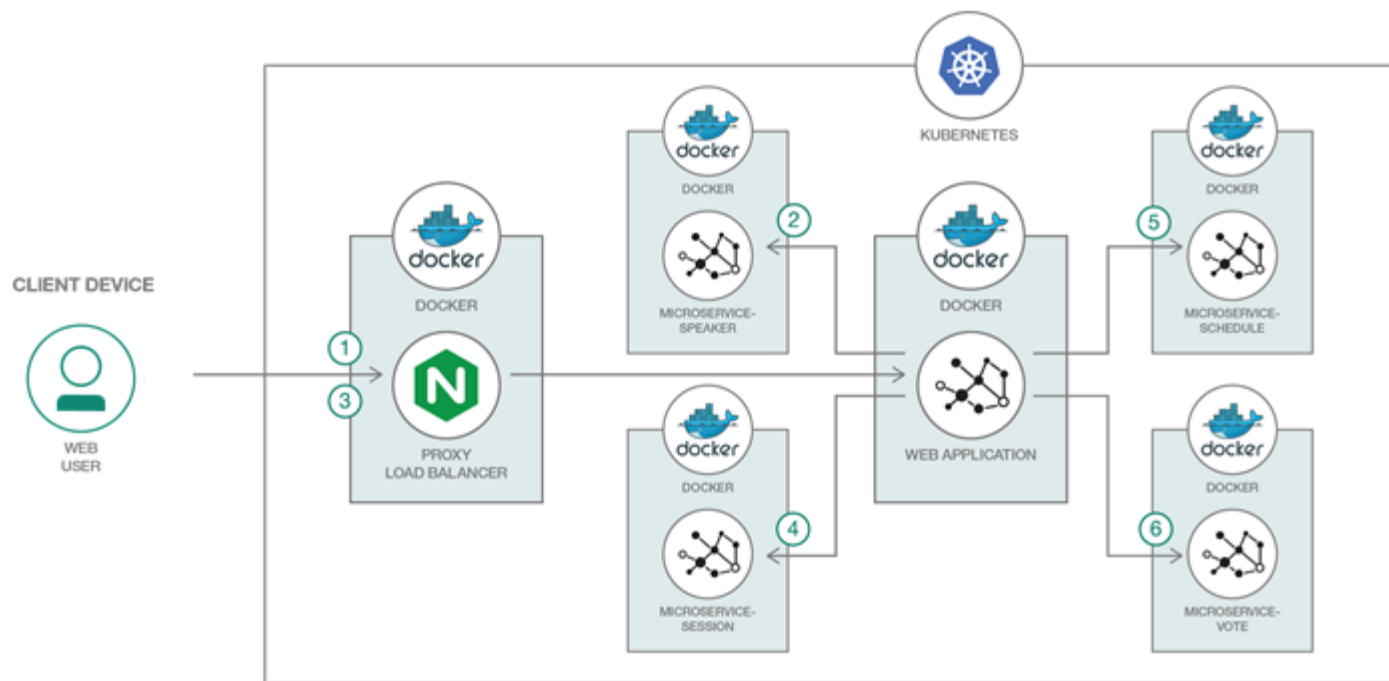 KUBERNETES
docker
DOCKER
MICROSERVICE-
SPEAKER
2
docker
DOCKER
MICROSERVICE-
SCHEDULE
5
docker
DOCKER
PROXY
LOAD BALANCER
N
1
3
docker
DOCKER
WEB APPLICATION
CLIENT DEVICE
WEB
USER
docker
DOCKER
MICROSERVICE-
SESSION
4
docker
DOCKER
MICROSERVICE-
VOTE
6